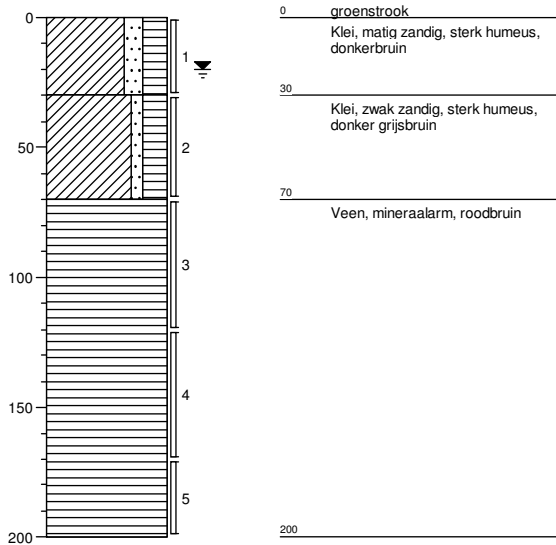 0
50
100
150
200
1
2
3
4
5
0 groenstrook
Klei, matig zandig, sterk humeus,
donkerbruin
30
Klei, zwak zandig, sterk humeus,
donker grijsbruin
70
Veen, mineraalarm, roodbruin
200